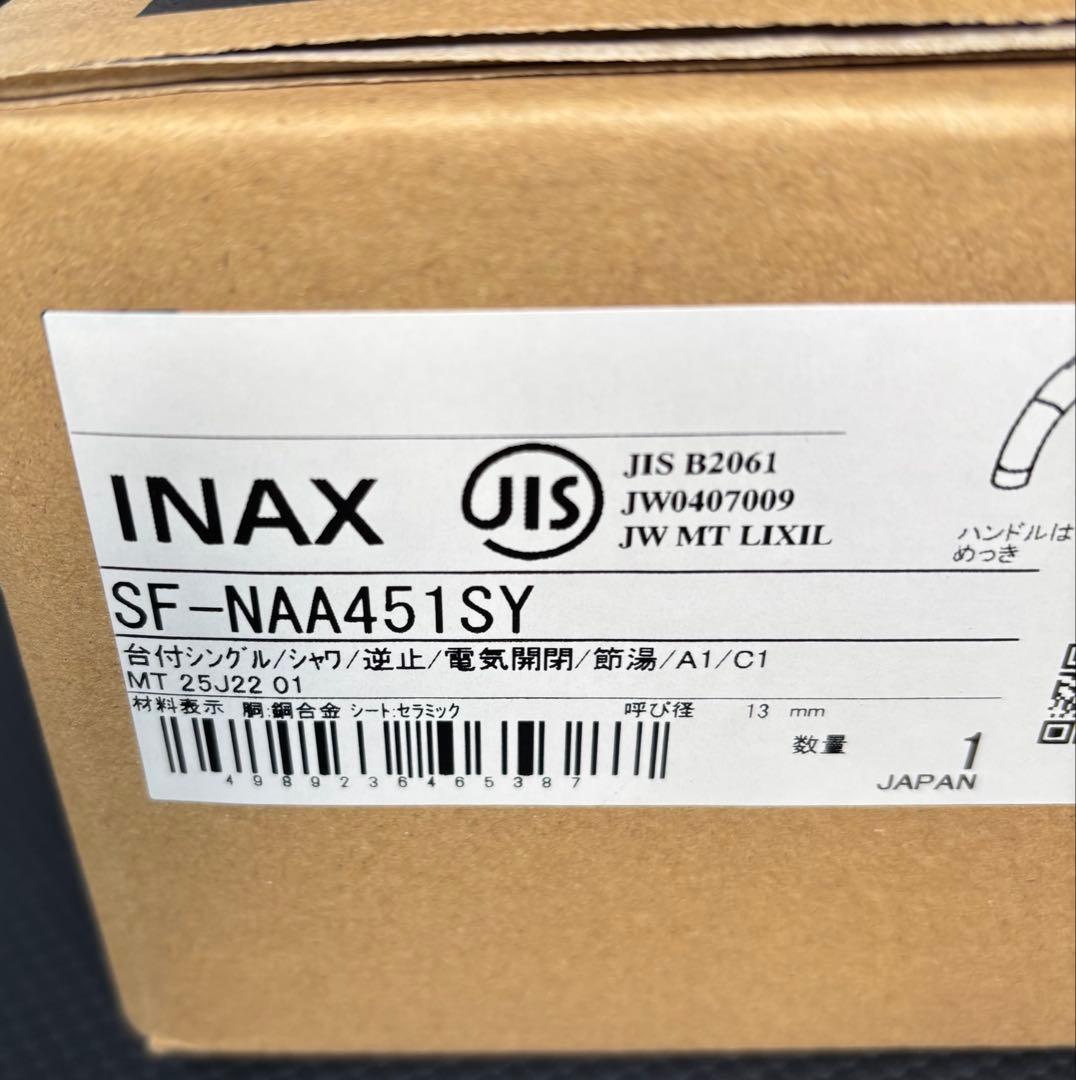 INAX
JIS
JIS B2061
JW0407009
JW MT LIXIL
ハンドルは
めっき
SF-NAA451SY
台付シングル/シャワ/逆止/電気開閉/節湯/A1/C1
MT 25J22 01
材料表示 胴:銅合金 シート:セラミック 呼び径 13 mm
数量 1
4989236465387
JAPAN